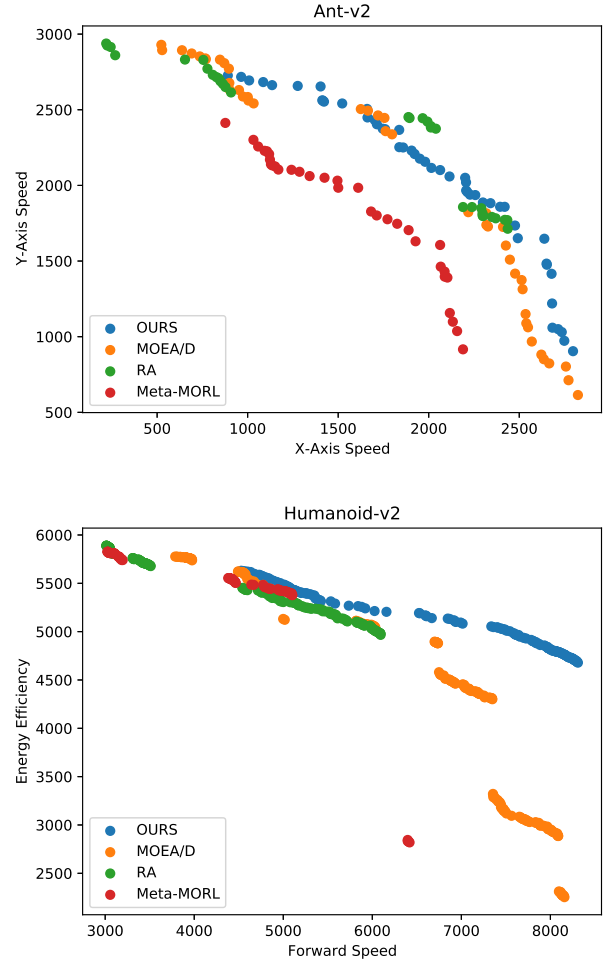 Ant-v2
3000
2500
2000
1500
1000
500
Y-Axis Speed
OURS
MOEA/D
RA
Meta-MORL
500
1000
1500
2000
2500
X-Axis Speed
Humanoid-v2
6000
5500
5000
4500
4000
3500
3000
2500
Energy Efficiency
OURS
MOEA/D
RA
Meta-MORL
3000
4000
5000
6000
7000
8000
Forward Speed